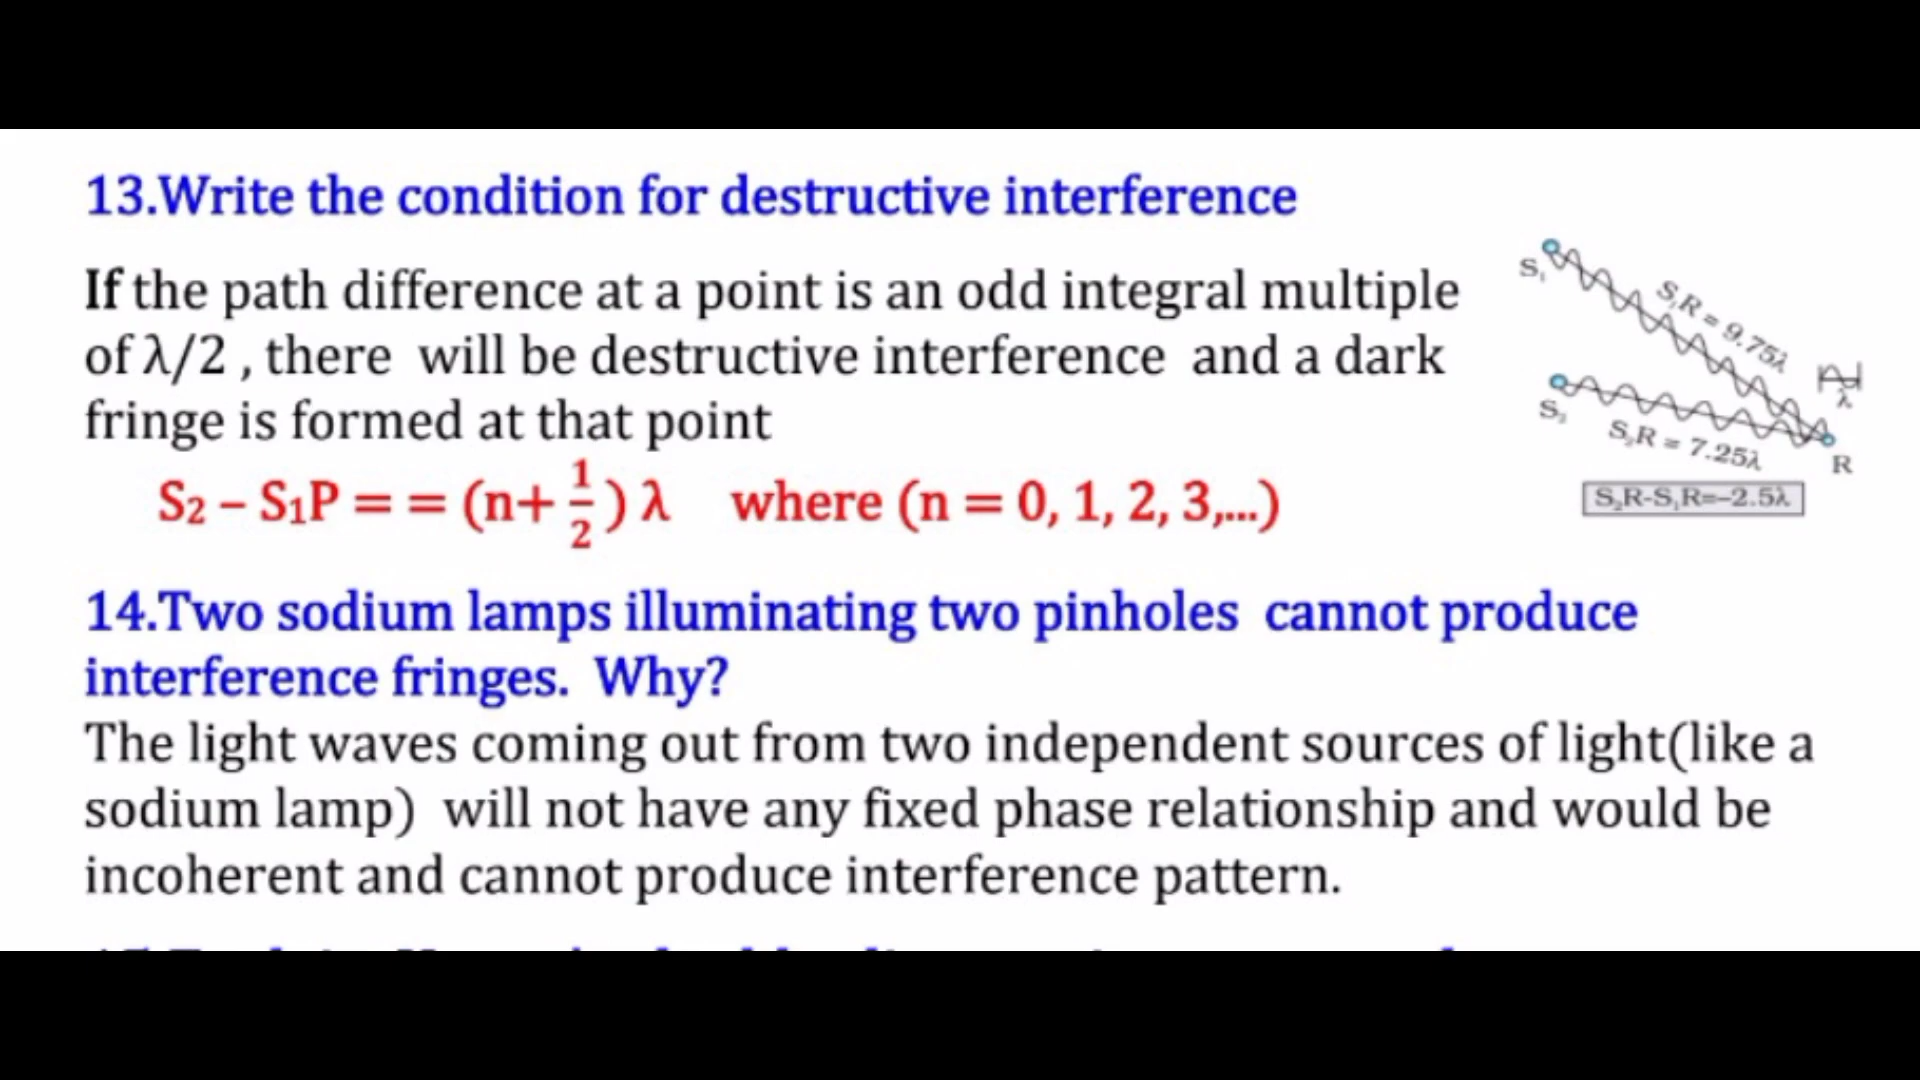 13.Write the condition for destructive interference
If the path difference at a point is an odd integral multiple
of λ/2 , there will be destructive interference and a dark
fringe is formed at that point
S₂ – S₁P = = (n+ 1/2 ) λ where (n = 0, 1, 2, 3,...)
S₁
S₁R = 9.75λ
λ
S₂
S₂R = 7.25λ
R
S₂R-S₁R=–2.5λ
14.Two sodium lamps illuminating two pinholes cannot produce
interference fringes. Why?
The light waves coming out from two independent sources of light(like a
sodium lamp) will not have any fixed phase relationship and would be
incoherent and cannot produce interference pattern.